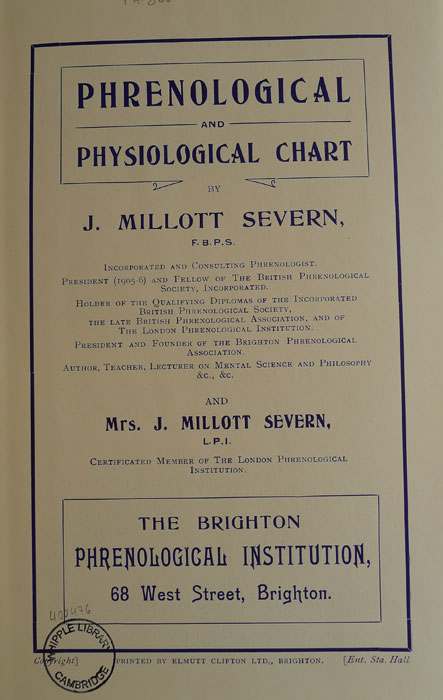 PHRENOLOGICAL
AND
PHYSIOLOGICAL CHART
BY
J. MILLOTT SEVERN,
F.B.P.S.
INCORPORATED AND CONSULTING PHRENOLOGIST.
PRESIDENT (1905-6) AND FELLOW OF THE BRITISH PHRENOLOGICAL
SOCIETY, INCORPORATED.
HOLDER OF THE QUALIFYING DIPLOMAS OF THE INCORPORATED
BRITISH PHRENOLOGICAL SOCIETY,
THE LATE BRITISH PHRENOLOGICAL ASSOCIATION, AND OF
THE LONDON PHRENOLOGICAL INSTITUTION.
PRESIDENT AND FOUNDER OF THE BRIGHTON PHRENOLOGICAL
ASSOCIATION.
AUTHOR, TEACHER, LECTURER ON MENTAL SCIENCE AND PHILOSOPHY
&C., &C.
AND
Mrs. J. MILLOTT SEVERN,
L.P.I.
CERTIFICATED MEMBER OF THE LONDON PHRENOLOGICAL
INSTITUTION.
THE BRIGHTON
PHRENOLOGICAL INSTITUTION,
68 West Street, Brighton.
400476
WHIPPLE LIBRARY
CAMBRIDGE
Copyright] PRINTED BY ELMUTT CLIFTON LTD., BRIGHTON. [Ent. Sta. Hall